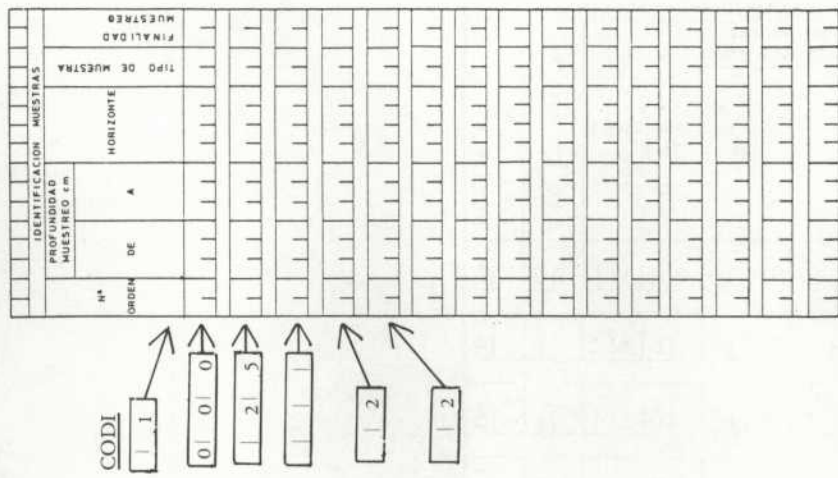 IDENTIFICACION MUESTRAS
Nª
ORDEN
PROFUNDIDAD
MUESTREO cm
DE
A
HORIZONTE
TIPO DE MUESTRA
FINALIDAD
MUESTREO
CODI
1
0 0 0
2 5
2
2